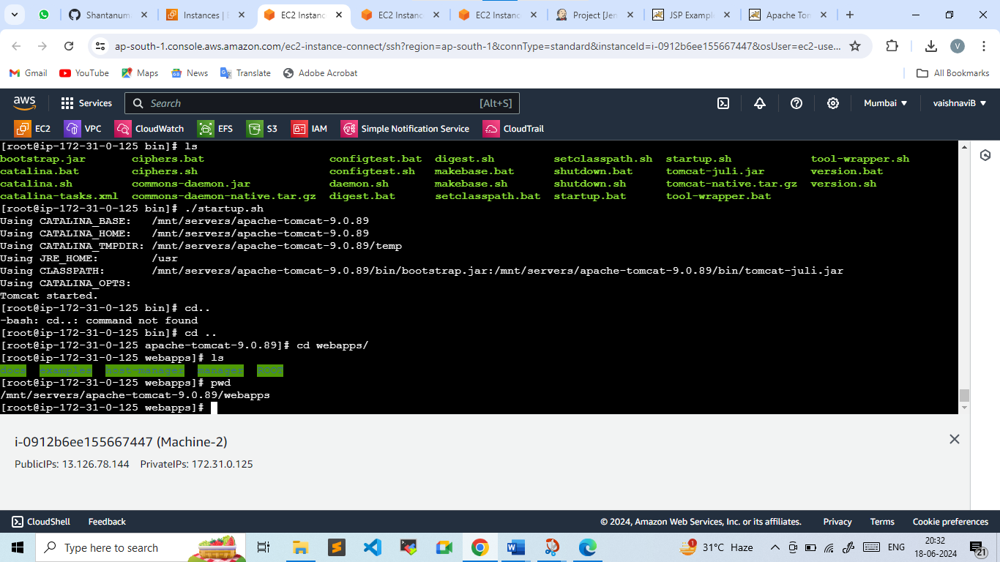 Shantanum
Instances | E
EC2 Instanc
EC2 Instanc
EC2 Instanc
Project [Jen
JSP Exampl
Apache Tom
ap-south-1.console.aws.amazon.com/ec2-instance-connect/ssh?region=ap-south-1&connType=standard&instanceId=i-0912b6ee155667447&osUser=ec2-use...
V
Gmail
YouTube
Maps
News
Translate
Adobe Acrobat
All Bookmarks
aws
Services
Search
[Alt+S]
Mumbai
vaishnaviB
EC2
VPC
CloudWatch
EFS
S3
IAM
Simple Notification Service
CloudTrail
[root@ip-172-31-0-125 bin]# ls
bootstrap.jar ciphers.bat configtest.bat digest.sh setclasspath.sh startup.sh tool-wrapper.sh
catalina.bat ciphers.sh configtest.sh makebase.bat shutdown.bat tomcat-juli.jar version.bat
catalina.sh commons-daemon.jar daemon.sh makebase.sh shutdown.sh tomcat-native.tar.gz version.sh
catalina-tasks.xml commons-daemon-native.tar.gz digest.bat setclasspath.bat startup.bat tool-wrapper.bat
[root@ip-172-31-0-125 bin]# ./startup.sh
Using CATALINA_BASE: /mnt/servers/apache-tomcat-9.0.89
Using CATALINA_HOME: /mnt/servers/apache-tomcat-9.0.89
Using CATALINA_TMPDIR: /mnt/servers/apache-tomcat-9.0.89/temp
Using JRE_HOME: /usr
Using CLASSPATH: /mnt/servers/apache-tomcat-9.0.89/bin/bootstrap.jar:/mnt/servers/apache-tomcat-9.0.89/bin/tomcat-juli.jar
Using CATALINA_OPTS:
Tomcat started.
[root@ip-172-31-0-125 bin]# cd..
-bash: cd..: command not found
[root@ip-172-31-0-125 bin]# cd ..
[root@ip-172-31-0-125 apache-tomcat-9.0.89]# cd webapps/
[root@ip-172-31-0-125 webapps]# ls
docs examples host-manager manager ROOT
[root@ip-172-31-0-125 webapps]# pwd
/mnt/servers/apache-tomcat-9.0.89/webapps
[root@ip-172-31-0-125 webapps]#
i-0912b6ee155667447 (Machine-2)
PublicIPs: 13.126.78.144 PrivateIPs: 172.31.0.125
CloudShell
Feedback
© 2024, Amazon Web Services, Inc. or its affiliates.
Privacy
Terms
Cookie preferences
Type here to search
1
31°C Haze
ENG
20:32
18-06-2024
21